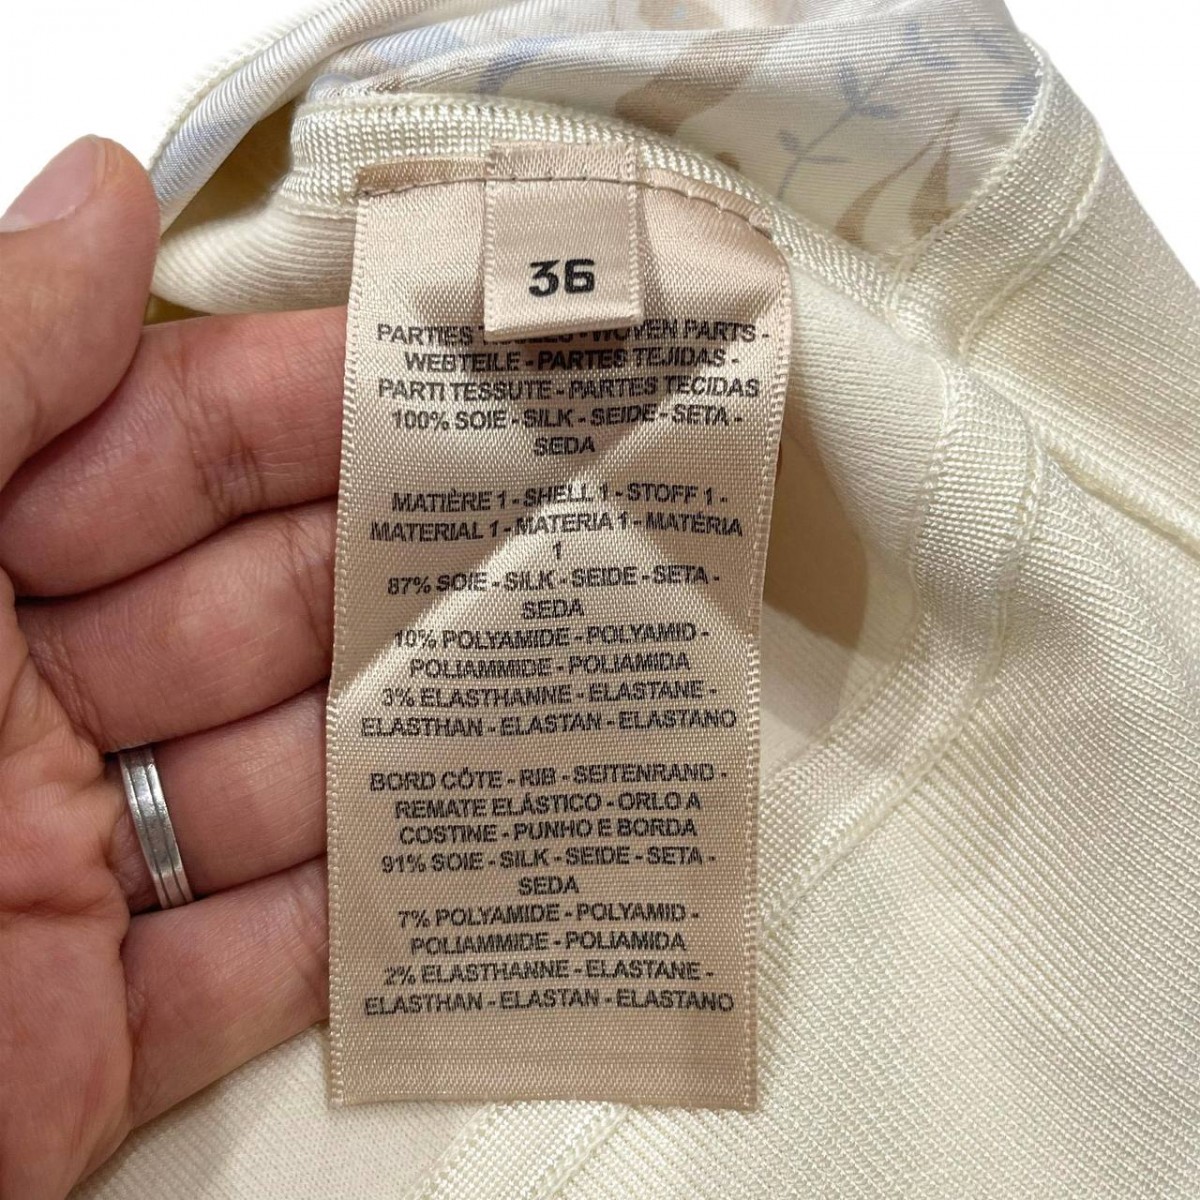 36
PARTIES - WOVEN PARTS -
WEBTEILE - PARTES TEJIDAS -
PARTI TESSUTE - PARTES TECIDAS
100% SOIE - SILK - SEIDE - SETA -
SEDA
MATIÈRE 1 - SHELL 1 - STOFF 1 -
MATERIAL 1 - MATERIA 1 - MATÉRIA
1
87% SOIE - SILK - SEIDE - SETA -
SEDA
10% POLYAMIDE - POLYAMID -
POLIAMMIDE - POLIAMIDA
3% ELASTHANNE - ELASTANE -
ELASTHAN - ELASTAN - ELASTANO
BORD CÔTE - RIB - SEITENRAND -
REMATE ELÁSTICO - ORLO A
COSTINE - PUNHO E BORDA
91% SOIE - SILK - SEIDE - SETA -
SEDA
7% POLYAMIDE - POLYAMID -
POLIAMMIDE - POLIAMIDA
2% ELASTHANNE - ELASTANE -
ELASTHAN - ELASTAN - ELASTANO